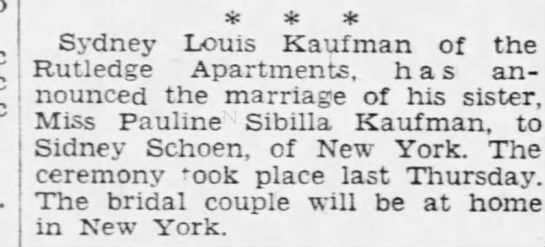 * * *
Sydney Louis Kaufman of the
Rutledge Apartments, has an-
nounced the marriage of his sister,
Miss Pauline Sibilla Kaufman, to
Sidney Schoen, of New York. The
ceremony took place last Thursday.
The bridal couple will be at home
in New York.